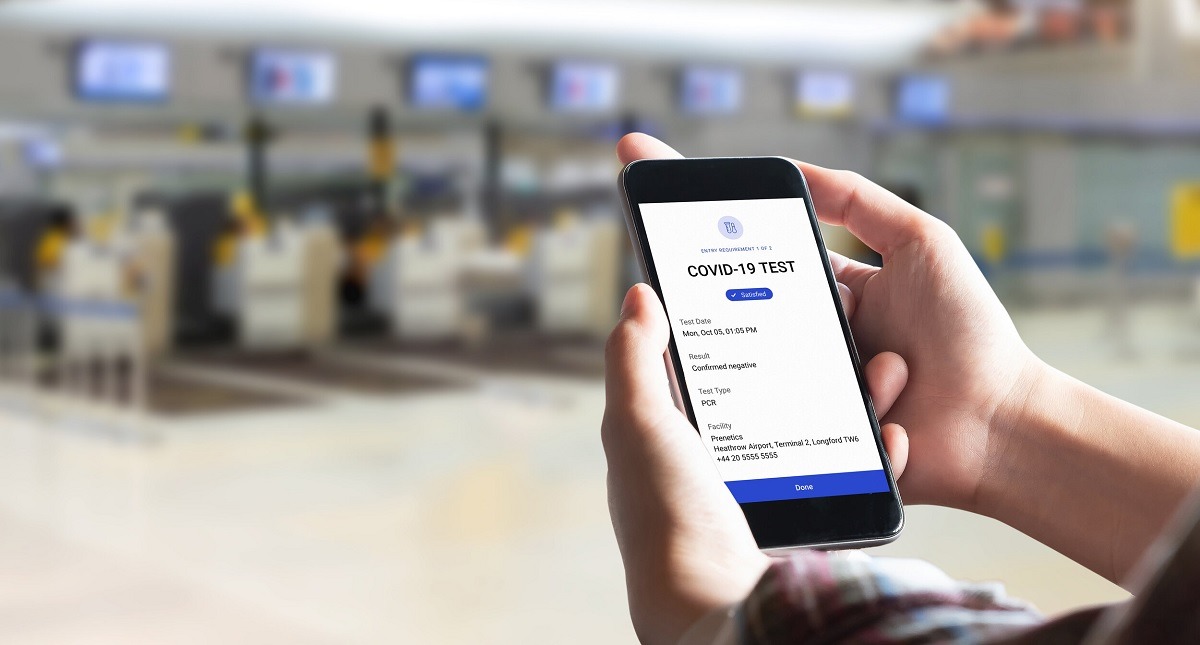 ENTRY REQUIREMENT 1 OF 2
COVID-19 TEST
Satisfied
Test Date
Mon, Oct 05, 01:05 PM
Result
Confirmed negative
Test Type
PCR
Facility
Prenetics
Heathrow Airport, Terminal 2, Longford TW6
+44 20 5555 5555
Done